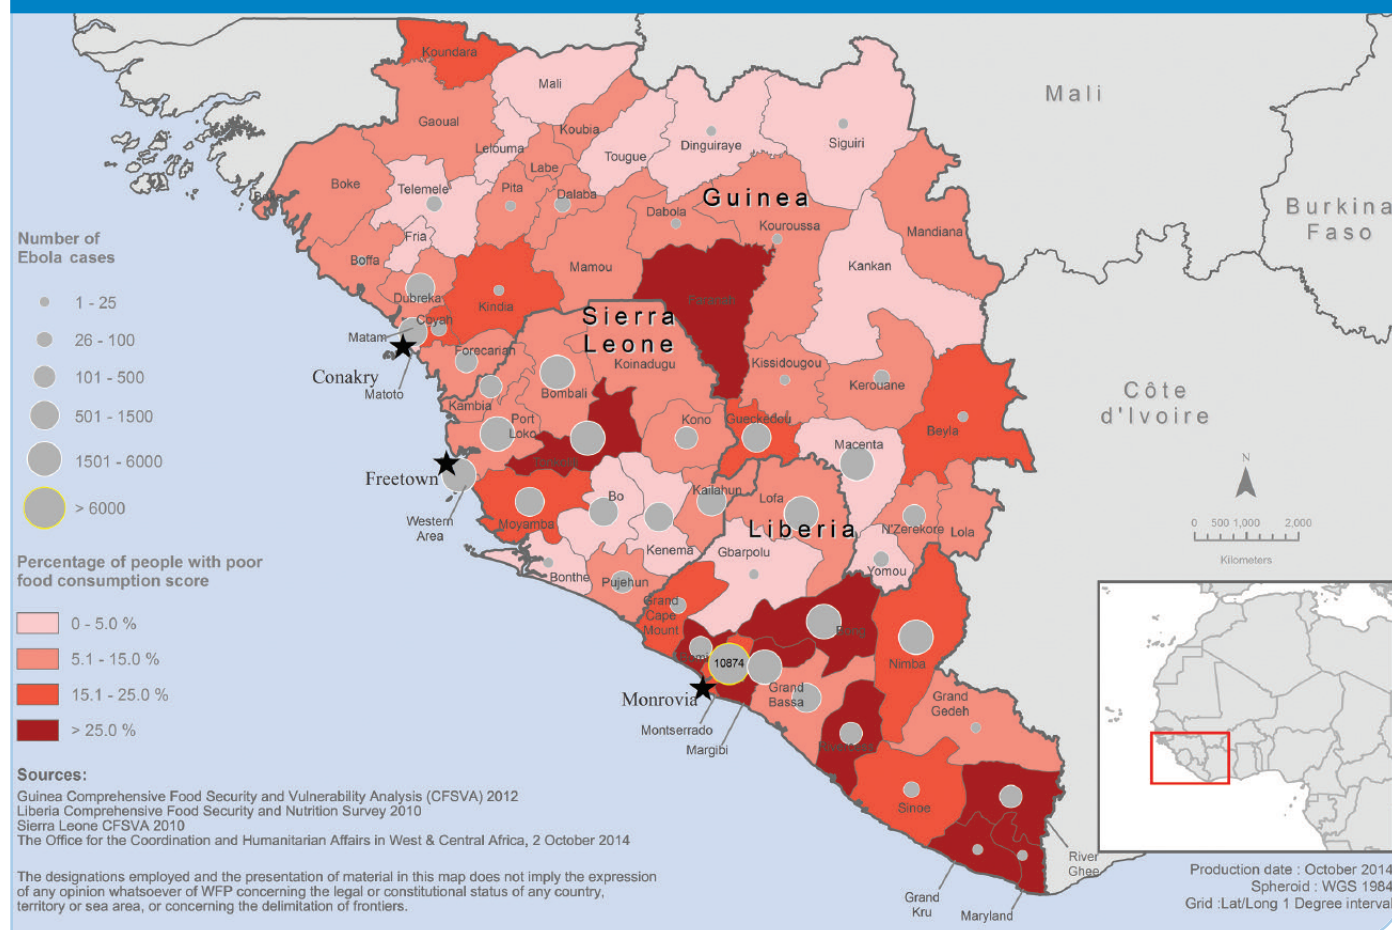 Koundara
Mali
Gaoual
Koubia
Lelouma
Tougue
Dinguiraye
Siguiri
Mali
Labe
Boke
Telemele
Pita
Dalaba
Guinea
Burkina
Faso
Dabola
Kouroussa
Mandiana
Fria
Boffa
Mamou
Kankan
Dubreka
Kindia
Faranah
Coyah
Matam
Sierra
Leone
Forecariah
Koinadugu
Kissidougou
Kerouane
Conakry
Matoto
Bombali
Kambia
Port
Loko
Kono
Gueckedou
Beyla
Côte
d'Ivoire
Macenta
Tonkolili
Freetown
Western
Area
Moyamba
Bo
Kailahun
Lofa
Liberia
N'Zerekore
Lola
Kenema
Gbarpolu
Yomou
Bonthe
Pujehun
Grand
Cape
Mount
Bong
Nimba
Bomi
10874
Monrovia
Grand
Bassa
Grand
Gedeh
Montserrado
Margibi
Rivercess
Sinoe
River
Ghee
Grand
Kru
Maryland
Number of
Ebola cases
1 - 25
26 - 100
101 - 500
501 - 1500
1501 - 6000
> 6000
Percentage of people with poor
food consumption score
0 - 5.0 %
5.1 - 15.0 %
15.1 - 25.0 %
> 25.0 %
N
0 500 1,000 2,000
Kilometers
Sources:
Guinea Comprehensive Food Security and Vulnerability Analysis (CFSVA) 2012
Liberia Comprehensive Food Security and Nutrition Survey 2010
Sierra Leone CFSVA 2010
The Office for the Coordination and Humanitarian Affairs in West & Central Africa, 2 October 2014
The designations employed and the presentation of material in this map does not imply the expression
of any opinion whatsoever of WFP concerning the legal or constitutional status of any country,
territory or sea area, or concerning the delimitation of frontiers.
Production date : October 2014
Spheroid : WGS 1984
Grid :Lat/Long 1 Degree interval